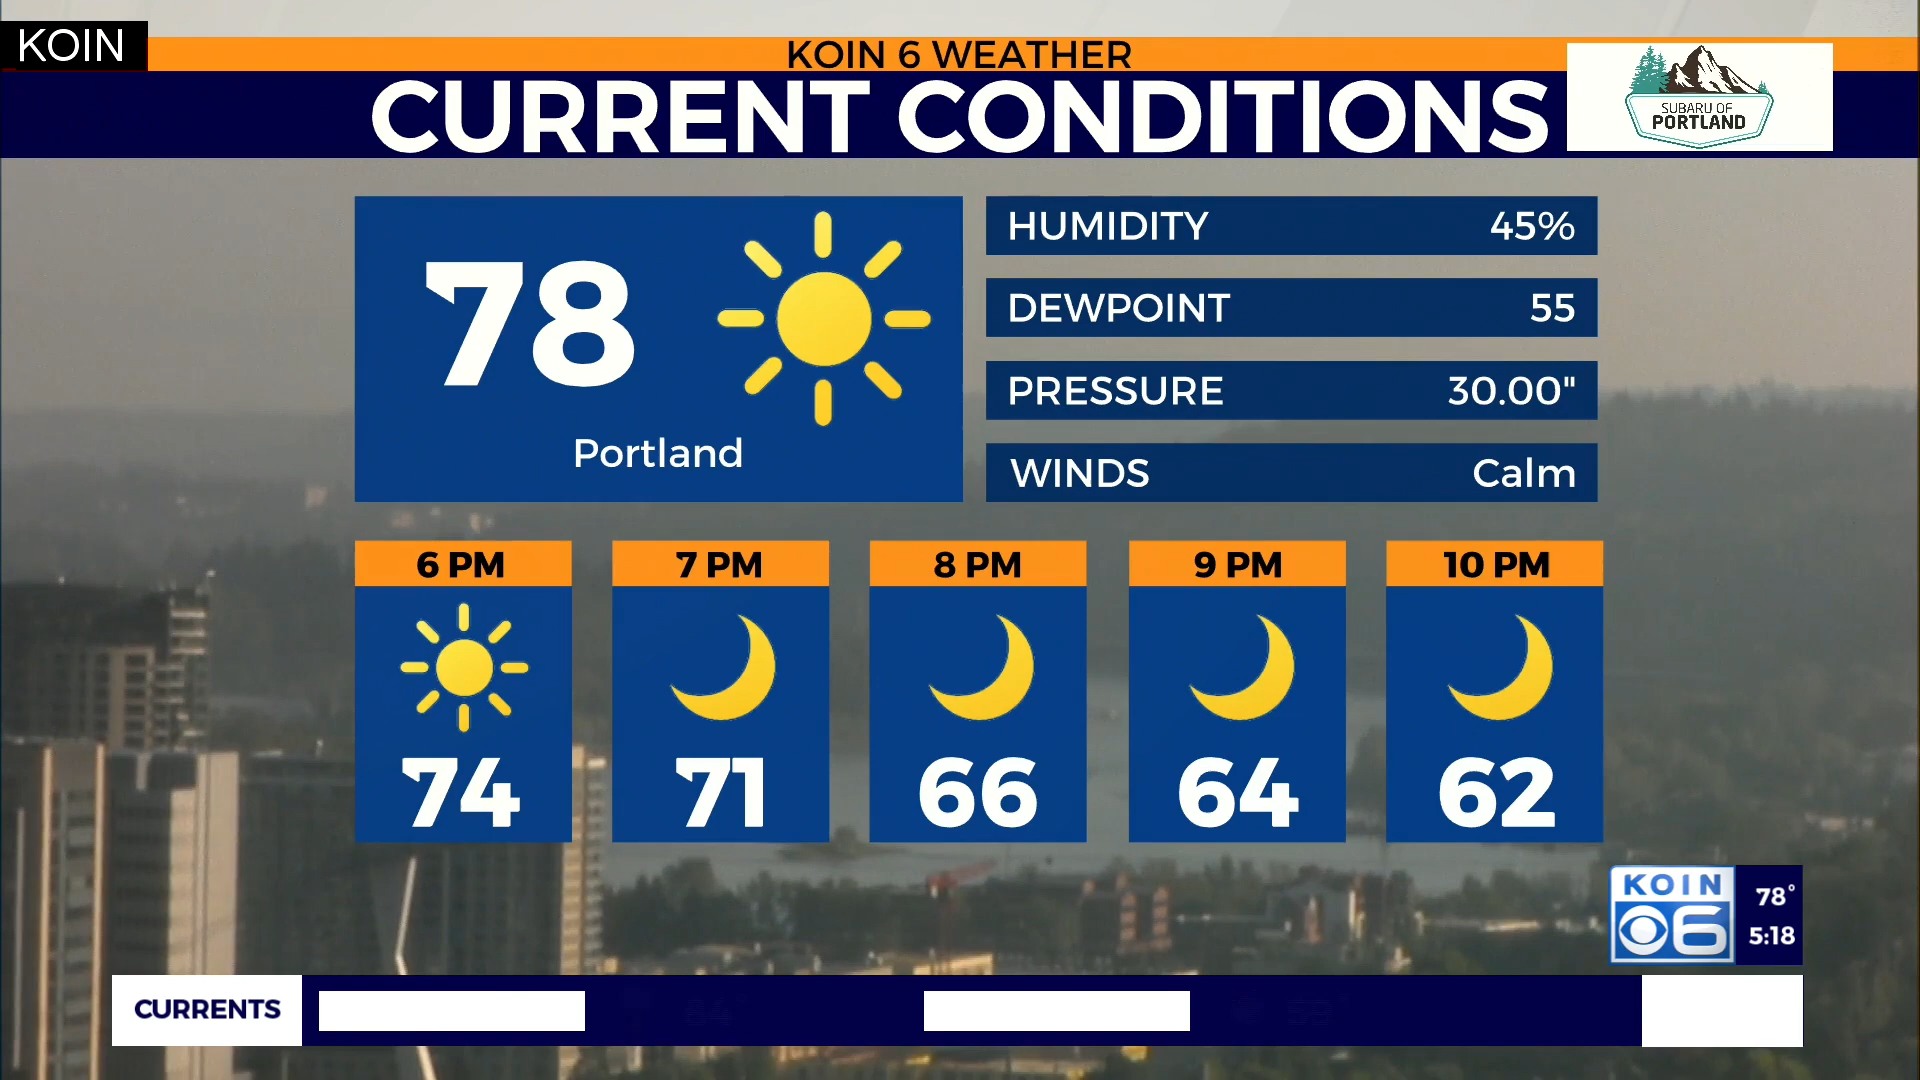 KOIN
KOIN 6 WEATHER
CURRENT CONDITIONS
SUBARU OF
PORTLAND
78
Portland
HUMIDITY 45%
DEWPOINT 55
PRESSURE 30.00"
WINDS Calm
6 PM 7 PM 8 PM 9 PM 10 PM
74 71 66 64 62
KOIN
6
78°
5:18
CURRENTS